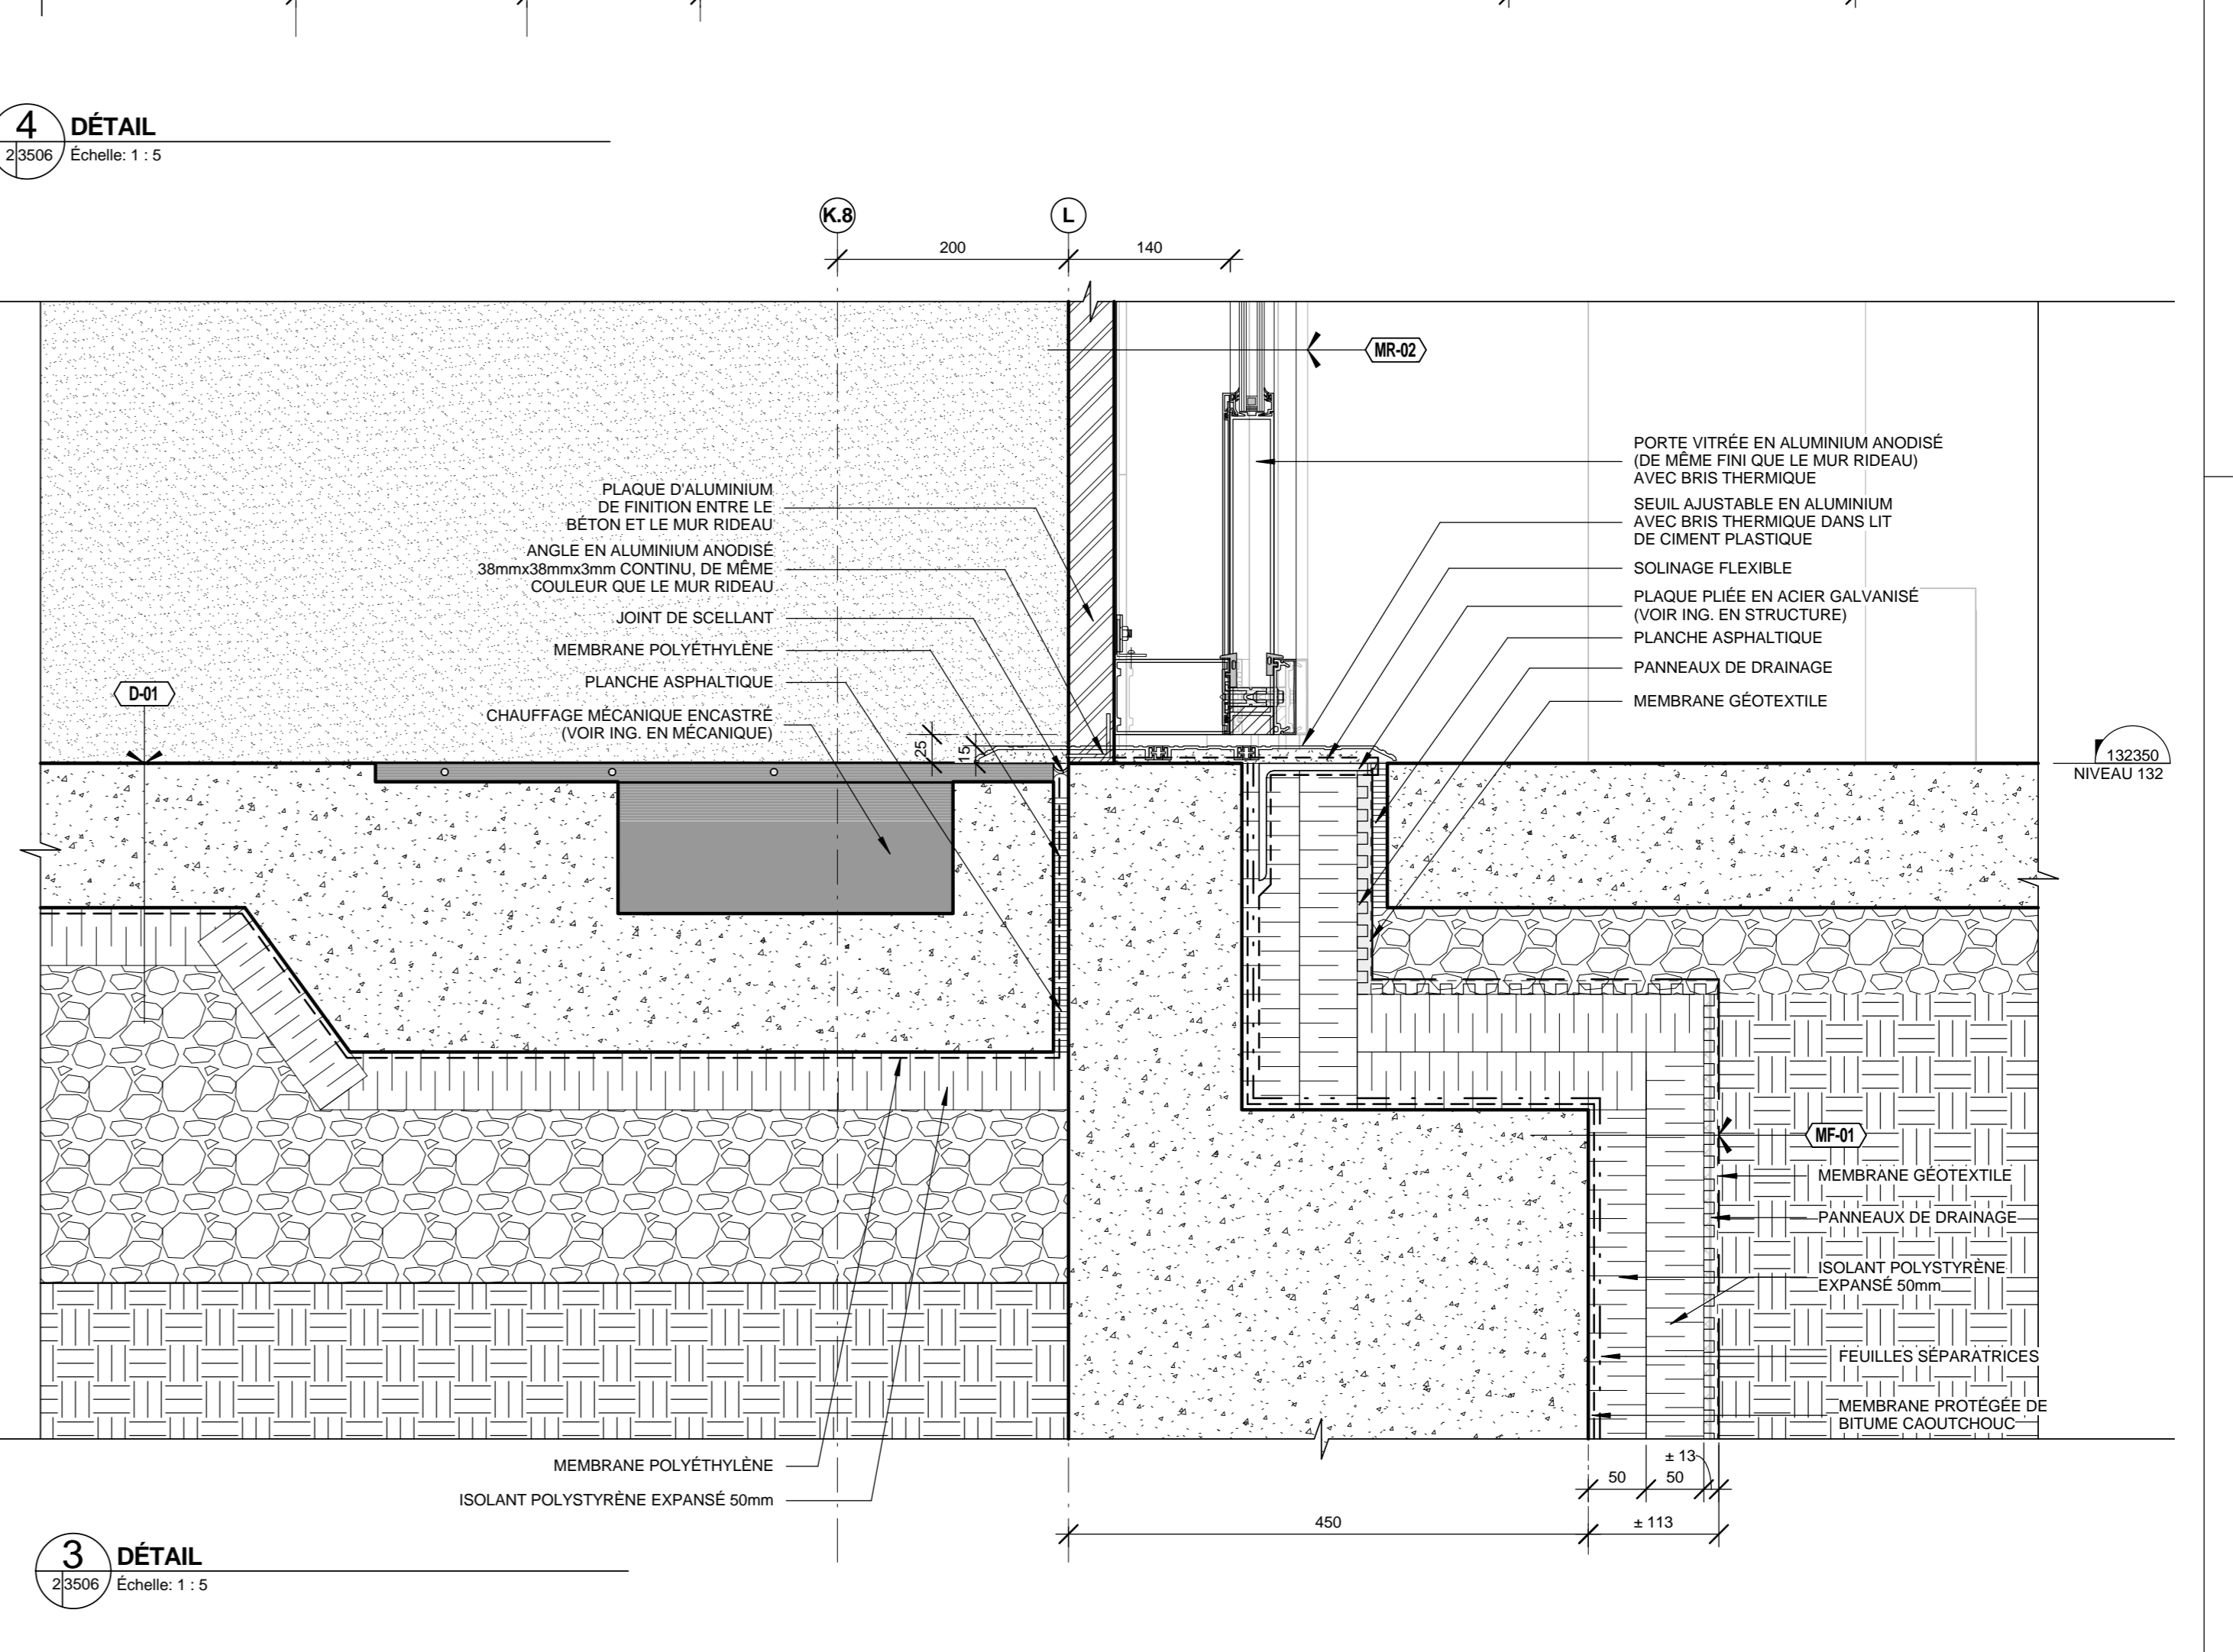 4
DÉTAIL
2 3506
Échelle: 1 : 5
K.8
L
200
140
MR-02
PORTE VITRÉE EN ALUMINIUM ANODISÉ
(DE MÊME FINI QUE LE MUR RIDEAU)
AVEC BRIS THERMIQUE
SEUIL AJUSTABLE EN ALUMINIUM
AVEC BRIS THERMIQUE DANS LIT
DE CIMENT PLASTIQUE
SOLINAGE FLEXIBLE
PLAQUE PLIÉE EN ACIER GALVANISÉ
(VOIR ING. EN STRUCTURE)
PLANCHE ASPHALTIQUE
PANNEAUX DE DRAINAGE
MEMBRANE GÉOTEXTILE
PLAQUE D'ALUMINIUM
DE FINITION ENTRE LE
BÉTON ET LE MUR RIDEAU
ANGLE EN ALUMINIUM ANODISÉ
38mmx38mmx3mm CONTINU, DE MÊME
COULEUR QUE LE MUR RIDEAU
JOINT DE SCELLANT
MEMBRANE POLYÉTHYLÈNE
PLANCHE ASPHALTIQUE
CHAUFFAGE MÉCANIQUE ENCASTRÉ
(VOIR ING. EN MÉCANIQUE)
D-01
25
15
132350
NIVEAU 132
MF-01
MEMBRANE GÉOTEXTILE
PANNEAUX DE DRAINAGE
ISOLANT POLYSTYRÈNE
EXPANSÉ 50mm
FEUILLES SÉPARATRICES
MEMBRANE PROTÉGÉE DE
BITUME CAOUTCHOUC
MEMBRANE POLYÉTHYLÈNE
ISOLANT POLYSTYRÈNE EXPANSÉ 50mm
± 13
50
50
450
± 113
3
DÉTAIL
2 3506
Échelle: 1 : 5